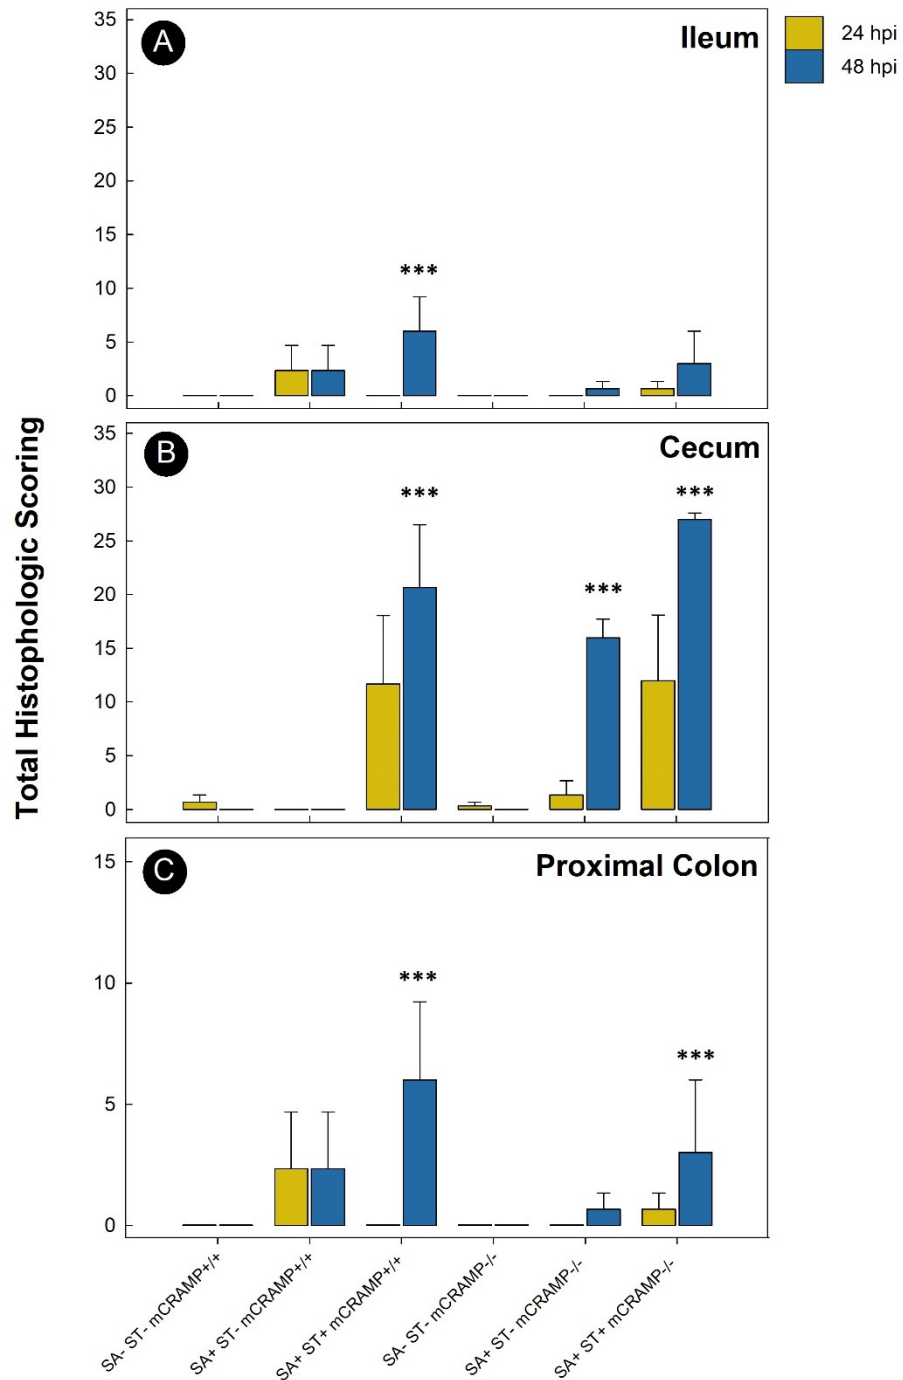 A
Ileum
24 hpi
48 hpi
35
30
25
20
15
10
5
0
***
B
Cecum
35
30
25
20
15
10
5
0
***
***
***
C
Proximal Colon
15
10
5
0
***
***
Total Histophologic Scoring
SA- ST- mCRAMP+/+
SA+ ST- mCRAMP+/+
SA+ ST+ mCRAMP+/+
SA- ST- mCRAMP-/-
SA+ ST- mCRAMP-/-
SA+ ST+ mCRAMP-/-